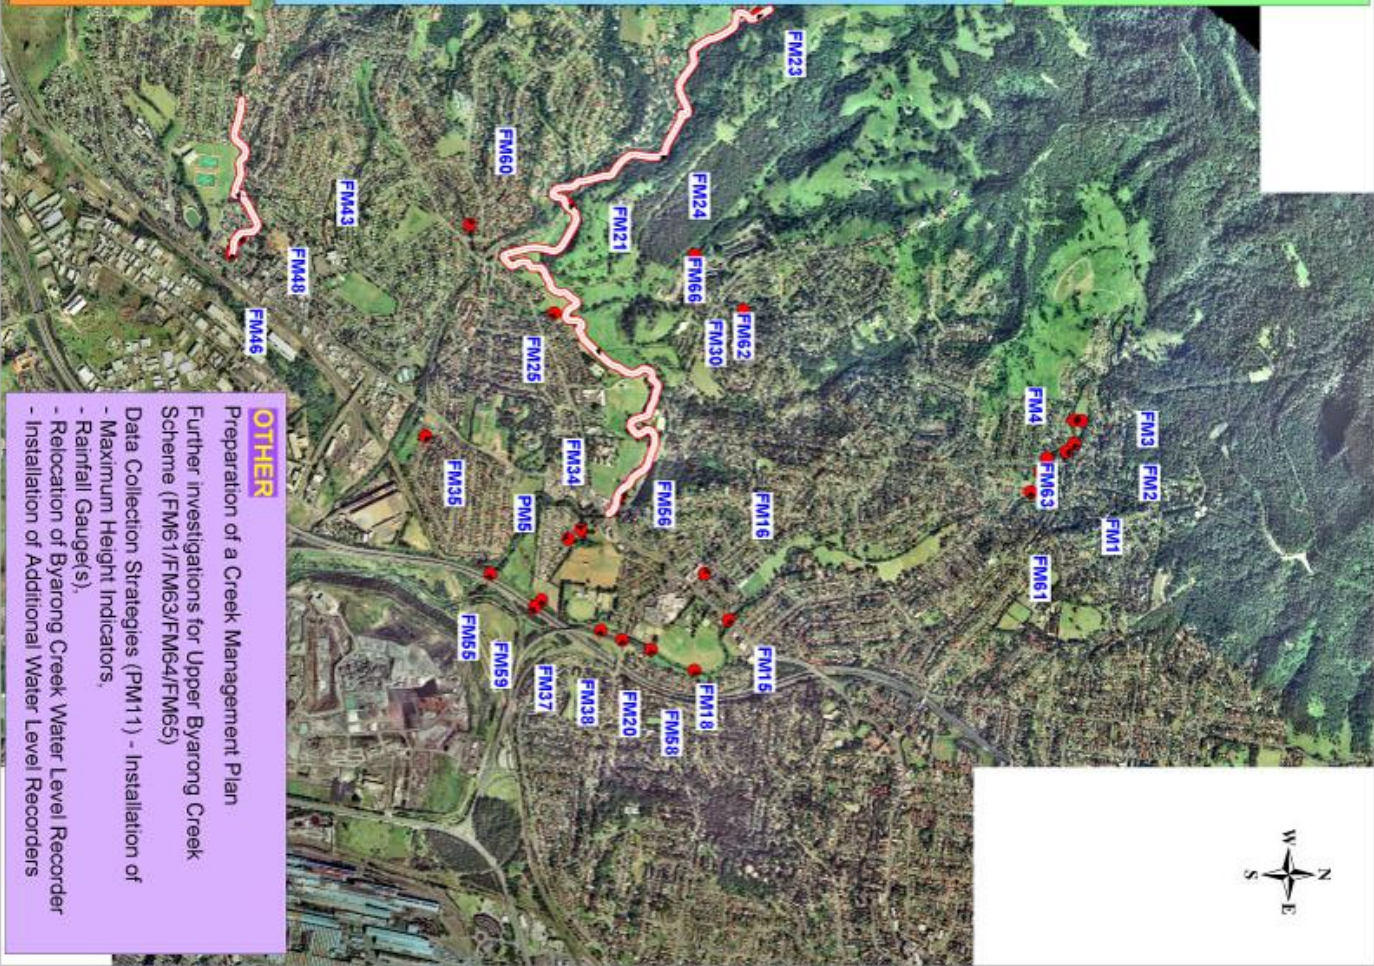 N
W E
S
FM3
FM2
FM1
FM4
FM63
FM61
FM23
FM16
FM15
FM62
FM30
FM18
FM24
FM66
FM58
FM56
FM20
FM21
FM38
FM34
FM37
FM25
PM5
FM60
FM59
FM55
FM35
FM43
FM48
FM46
OTHER
Preparation of a Creek Management Plan
Further investigations for Upper Byarong Creek
Scheme (FM61/FM63/FM64/FM65)
Data Collection Strategies (PM11) - Installation of
- Maximum Height Indicators,
- Rainfall Gauge(s),
- Relocation of Byarong Creek Water Level Recorder
- Installation of Additional Water Level Recorders